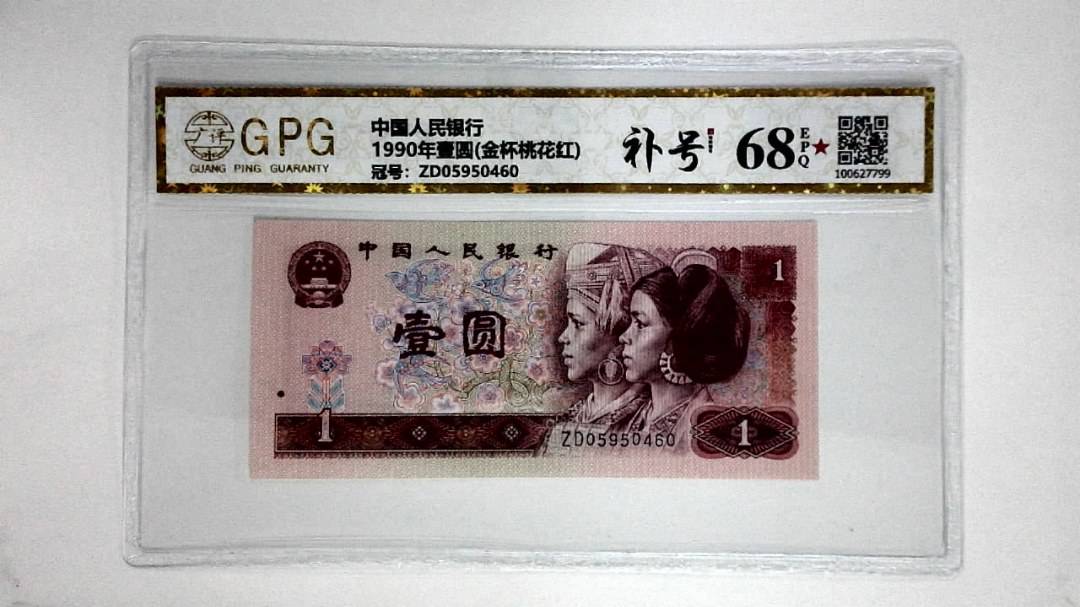 GPG
GUANG PING GUARANTY
广评
中国人民银行
1990年壹圆(金杯桃花红)
冠号：ZD05950460
补号
68
EPQ
100627799
中国人民银行
1
壹圆
1
ZD05950460
1